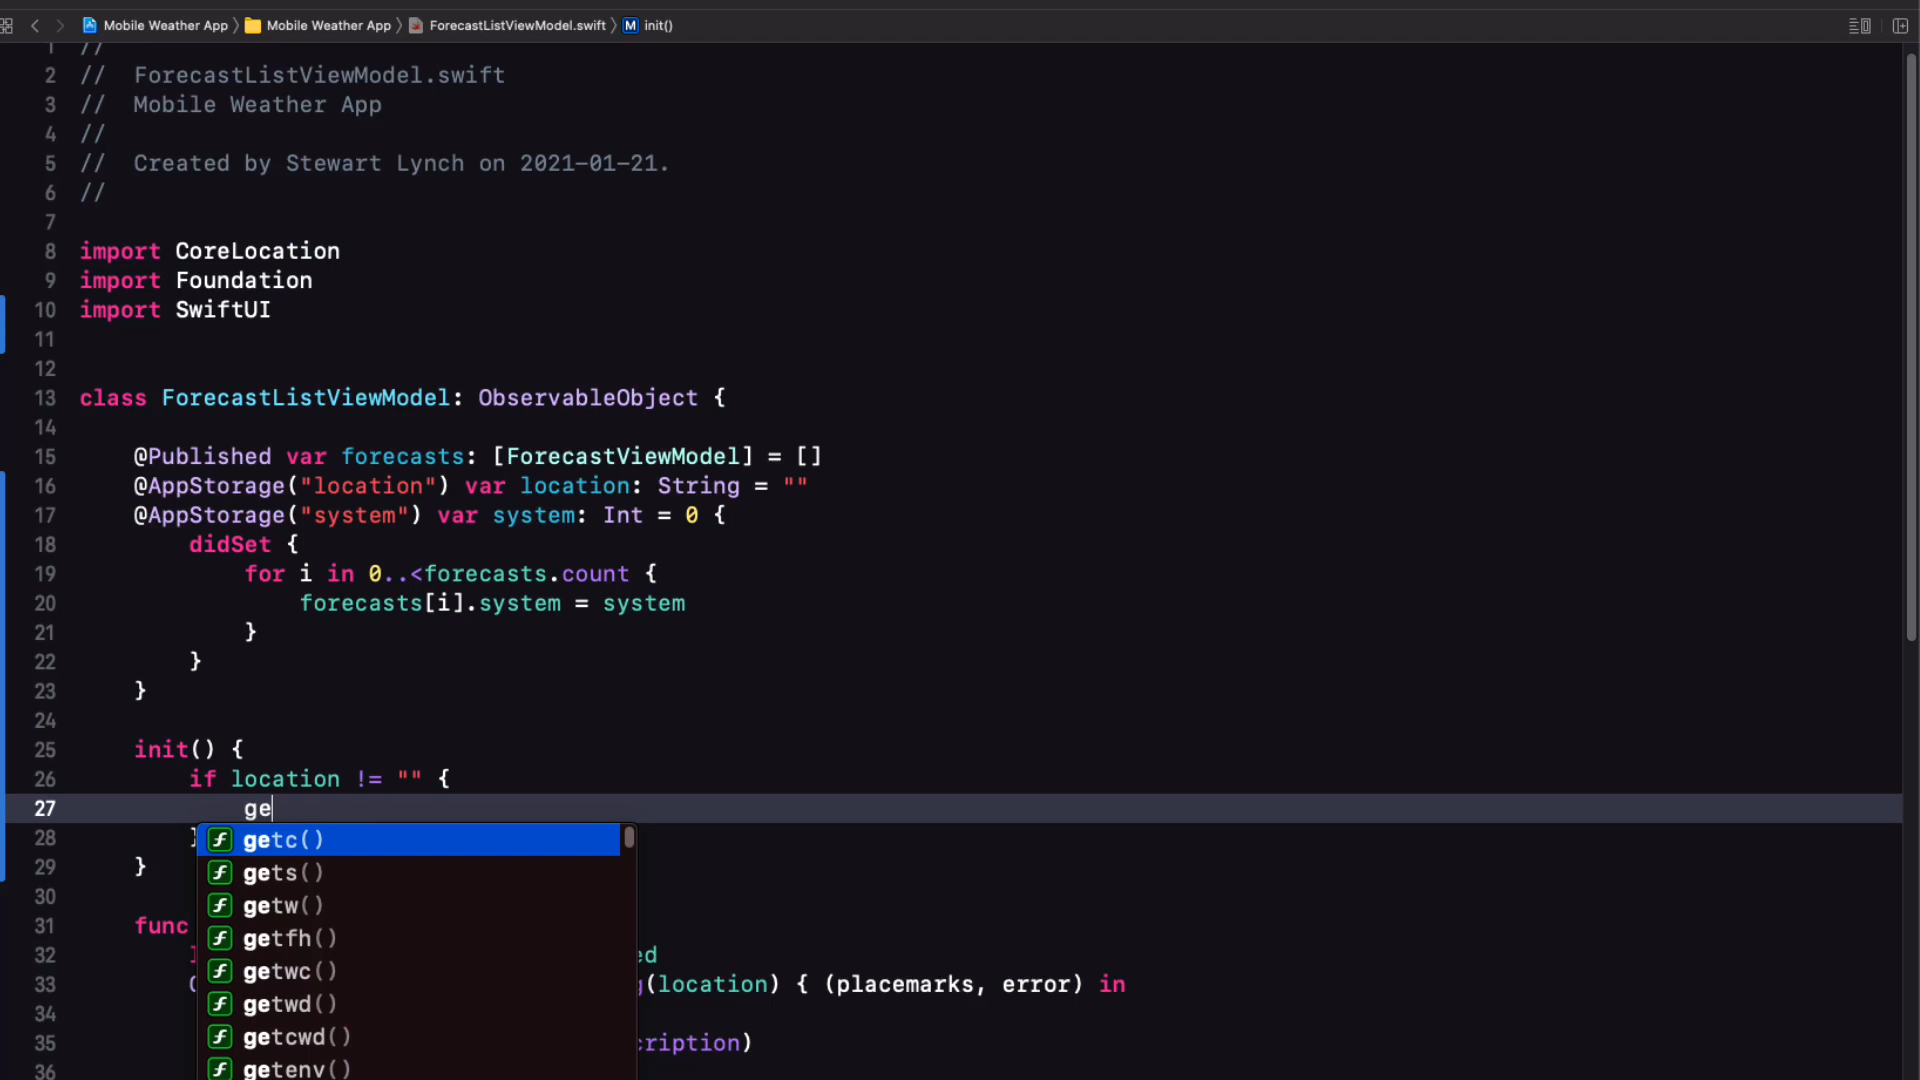 Mobile Weather App 〉 Mobile Weather App 〉 ForecastListViewModel.swift 〉 M init()
1 //
2 //  ForecastListViewModel.swift
3 //  Mobile Weather App
4 //
5 //  Created by Stewart Lynch on 2021-01-21.
6 //
7
8 import CoreLocation
9 import Foundation
10 import SwiftUI
11
12
13 class ForecastListViewModel: ObservableObject {
14
15     @Published var forecasts: [ForecastViewModel] = []
16     @AppStorage("location") var location: String = ""
17     @AppStorage("system") var system: Int = 0 {
18         didSet {
19             for i in 0..<forecasts.count {
20                 forecasts[i].system = system
21             }
22         }
23     }
24
25     init() {
26         if location != "" {
27             ge
28         }
f getc()
29     }
f gets()
30
f getw()
31     func
f getfh()
32
ed
f getwc()
33
(location) { (placemarks, error) in
f getwd()
34
f getcwd()
35
cription)
f getenv()
36